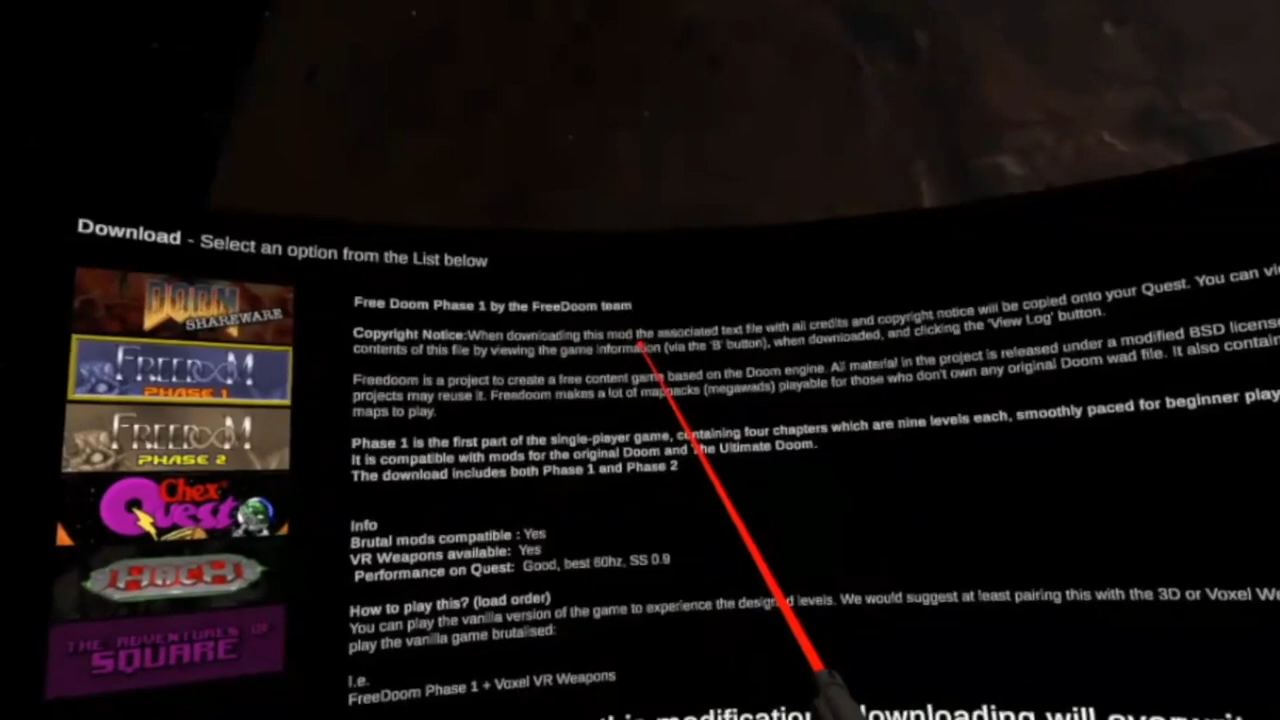 Download - Select an option from the List below
DOOM
SHAREWARE
FREEDOOM
PHASE 1
FREEDOOM
PHASE 2
Chex
Quest
HACX
THE ADVENTURES OF
SQUARE
Free Doom Phase 1 by the FreeDoom team
Copyright Notice:When downloading this mod the associated text file with all credits and copyright notice will be copied onto your Quest. You can
contents of this file by viewing the game information (via the 'B' button), when downloaded, and clicking the 'View Log' button.
Freedoom is a project to create a free content game based on the Doom engine. All material in the project is released under a modified BSD
projects may reuse it. Freedoom makes a lot of mappacks (megawads) playable for those who don't own any original Doom wad file. It also
maps to play.
Phase 1 is the first part of the single-player game, containing four chapters which are nine levels each, smoothly paced for beginner
It is compatible with mods for the original Doom and The Ultimate Doom.
The download includes both Phase 1 and Phase 2
Info
Brutal mods compatible : Yes
VR Weapons available: Yes
Performance on Quest: Good, best 60hz, SS 0.9
How to play this? (load order)
You can play the vanilla version of the game to experience the designed levels. We would suggest at least pairing this with the 3D or Voxel
play the vanilla game brutalised:
I.e.
FreeDoom Phase 1 + Voxel VR Weapons
downloading will